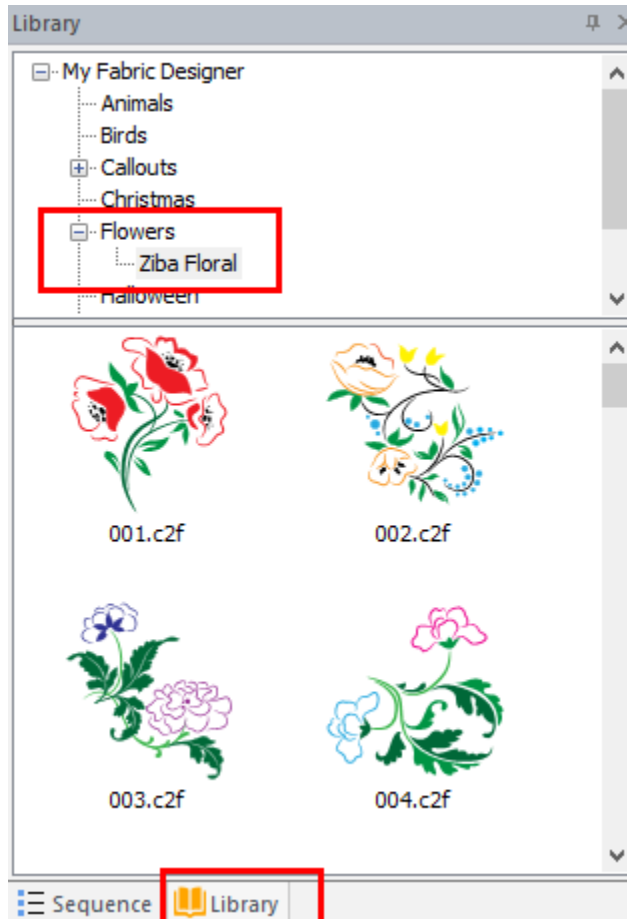 Library
My Fabric Designer
Animals
Birds
Callouts
Christmas
Flowers
Ziba Floral
Halloween
001.c2f
002.c2f
003.c2f
004.c2f
Sequence
Library